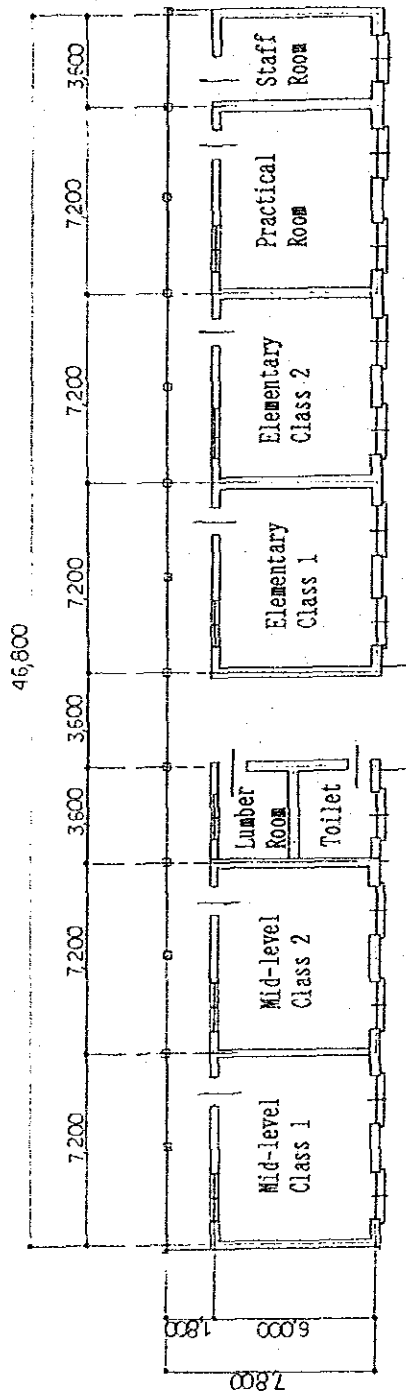 46,800
7,200 7,200 3,600 3,600 7,200 7,200 7,200 3,600
1,800
6,000
7,800
Mid-level
Class 1
Mid-level
Class 2
Lumber
Room
Toilet
Elementary
Class 1
Elementary
Class 2
Practical
Room
Staff
Room